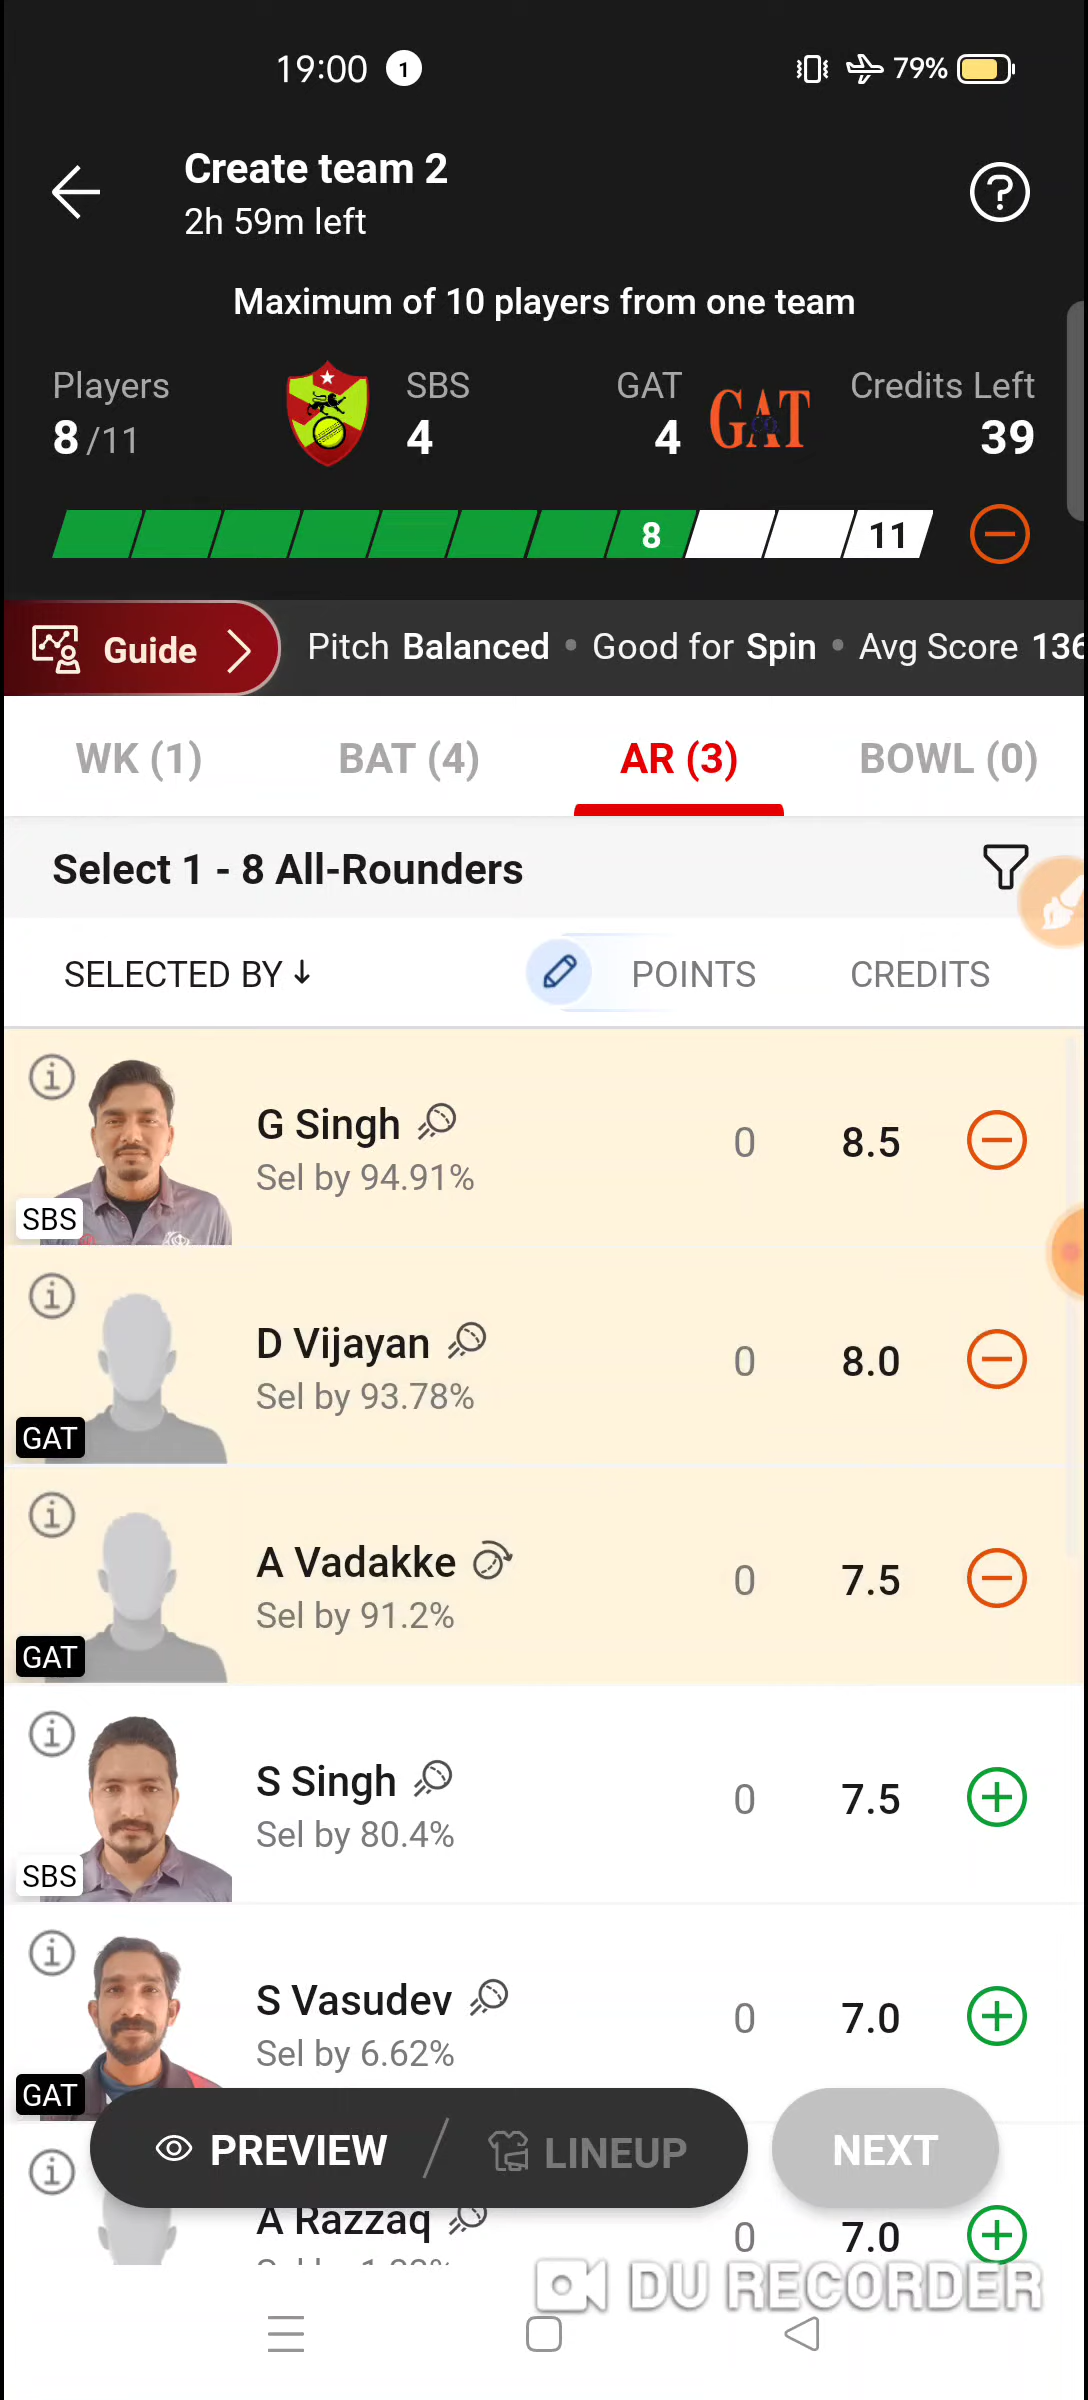 19:00 1 79%
Create team 2
2h 59m left
Maximum of 10 players from one team
Players SBS GAT Credits Left
8/11 4 4 GAT 39
8 11
Guide Pitch Balanced • Good for Spin • Avg Score 136
WK (1) BAT (4) AR (3) BOWL (0)
Select 1 - 8 All-Rounders
SELECTED BY ↓ POINTS CREDITS
G Singh 0 8.5
Sel by 94.91%
SBS
D Vijayan 0 8.0
Sel by 93.78%
GAT
A Vadakke 0 7.5
Sel by 91.2%
GAT
S Singh 0 7.5
Sel by 80.4%
SBS
S Vasudev 0 7.0
Sel by 6.62%
GAT
PREVIEW / LINEUP NEXT
A Razzaq 0 7.0
DU RECORDER